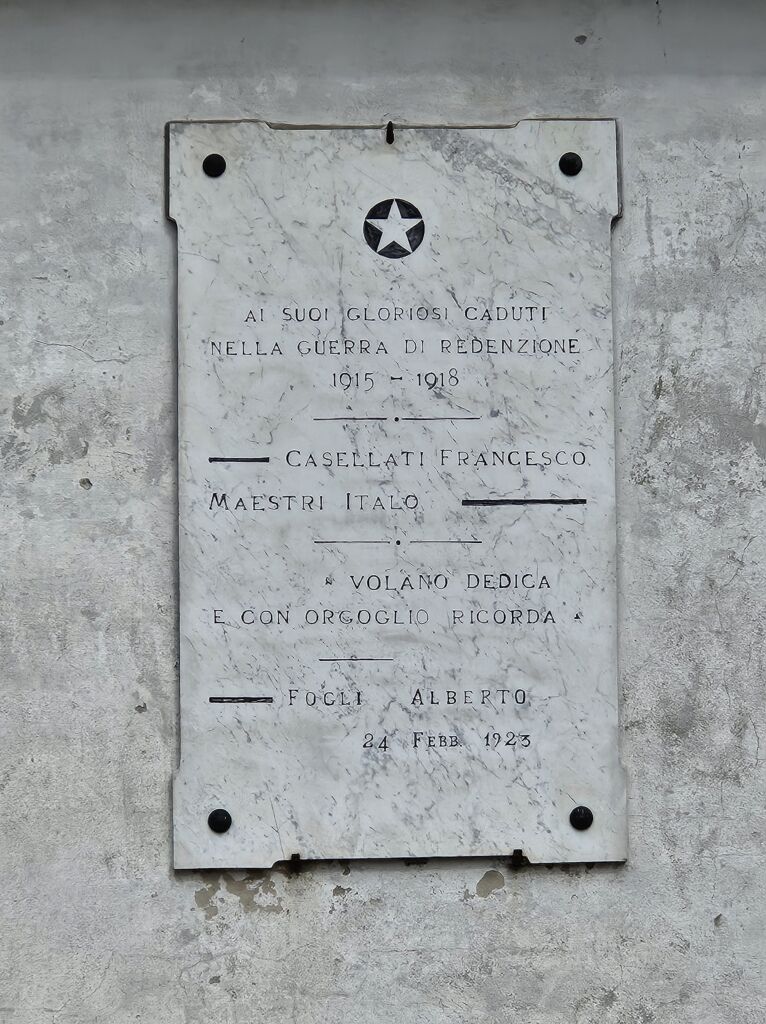 AI SUOI GLORIOSI CADUTI
NELLA GUERRA DI REDENZIONE
1915 - 1918
CASELLATI FRANCESCO
MAESTRI ITALO
VOLANO DEDICA
E CON ORGOGLIO RICORDA
FOGLI ALBERTO
24 FEBB. 1923